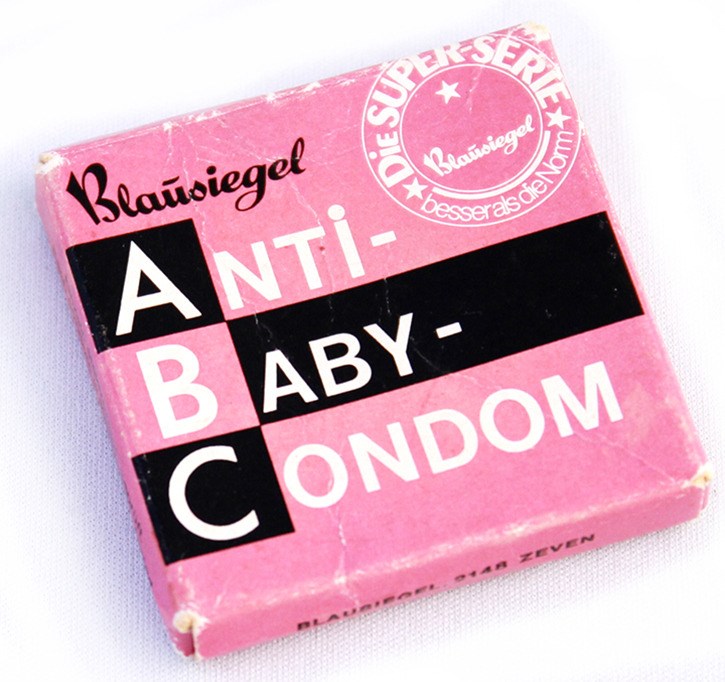 Die SUPER-SERIE
Blausiegel
besser als die Norm
Blausiegel
ANTi-
BABY-
CONDOM
BLAUSIEGEL 2148 ZEVEN